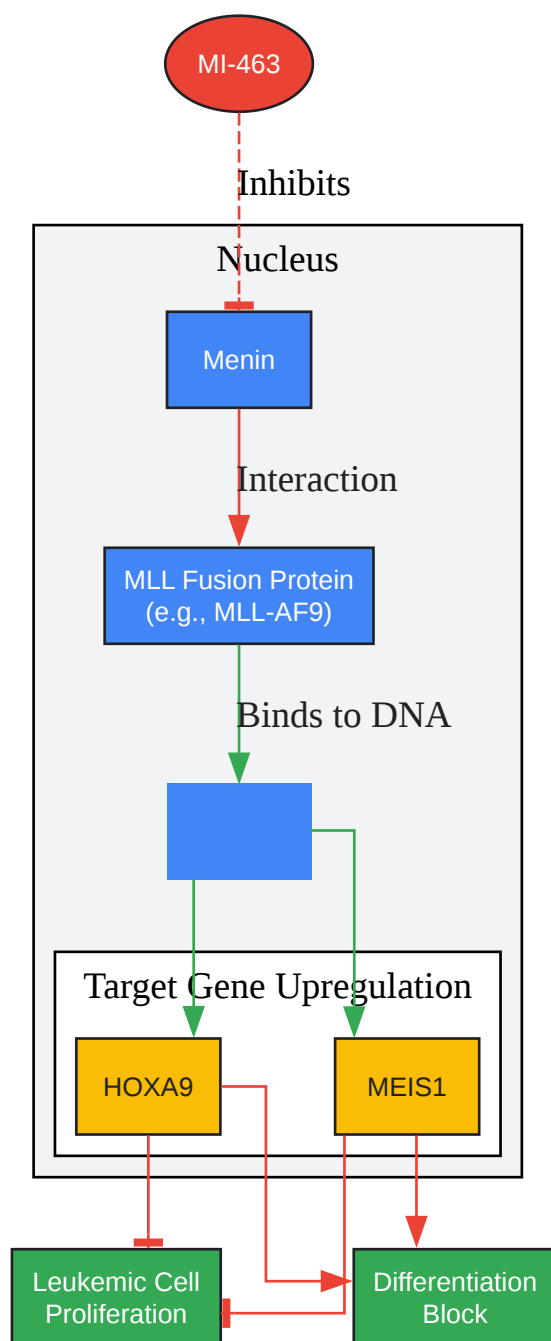 MI-463
Inhibits
Nucleus
Menin
Interaction
MLL Fusion Protein
(e.g., MLL-AF9)
Binds to DNA
Target Gene Upregulation
HOXA9
MEIS1
Leukemic Cell
Proliferation
Differentiation
Block